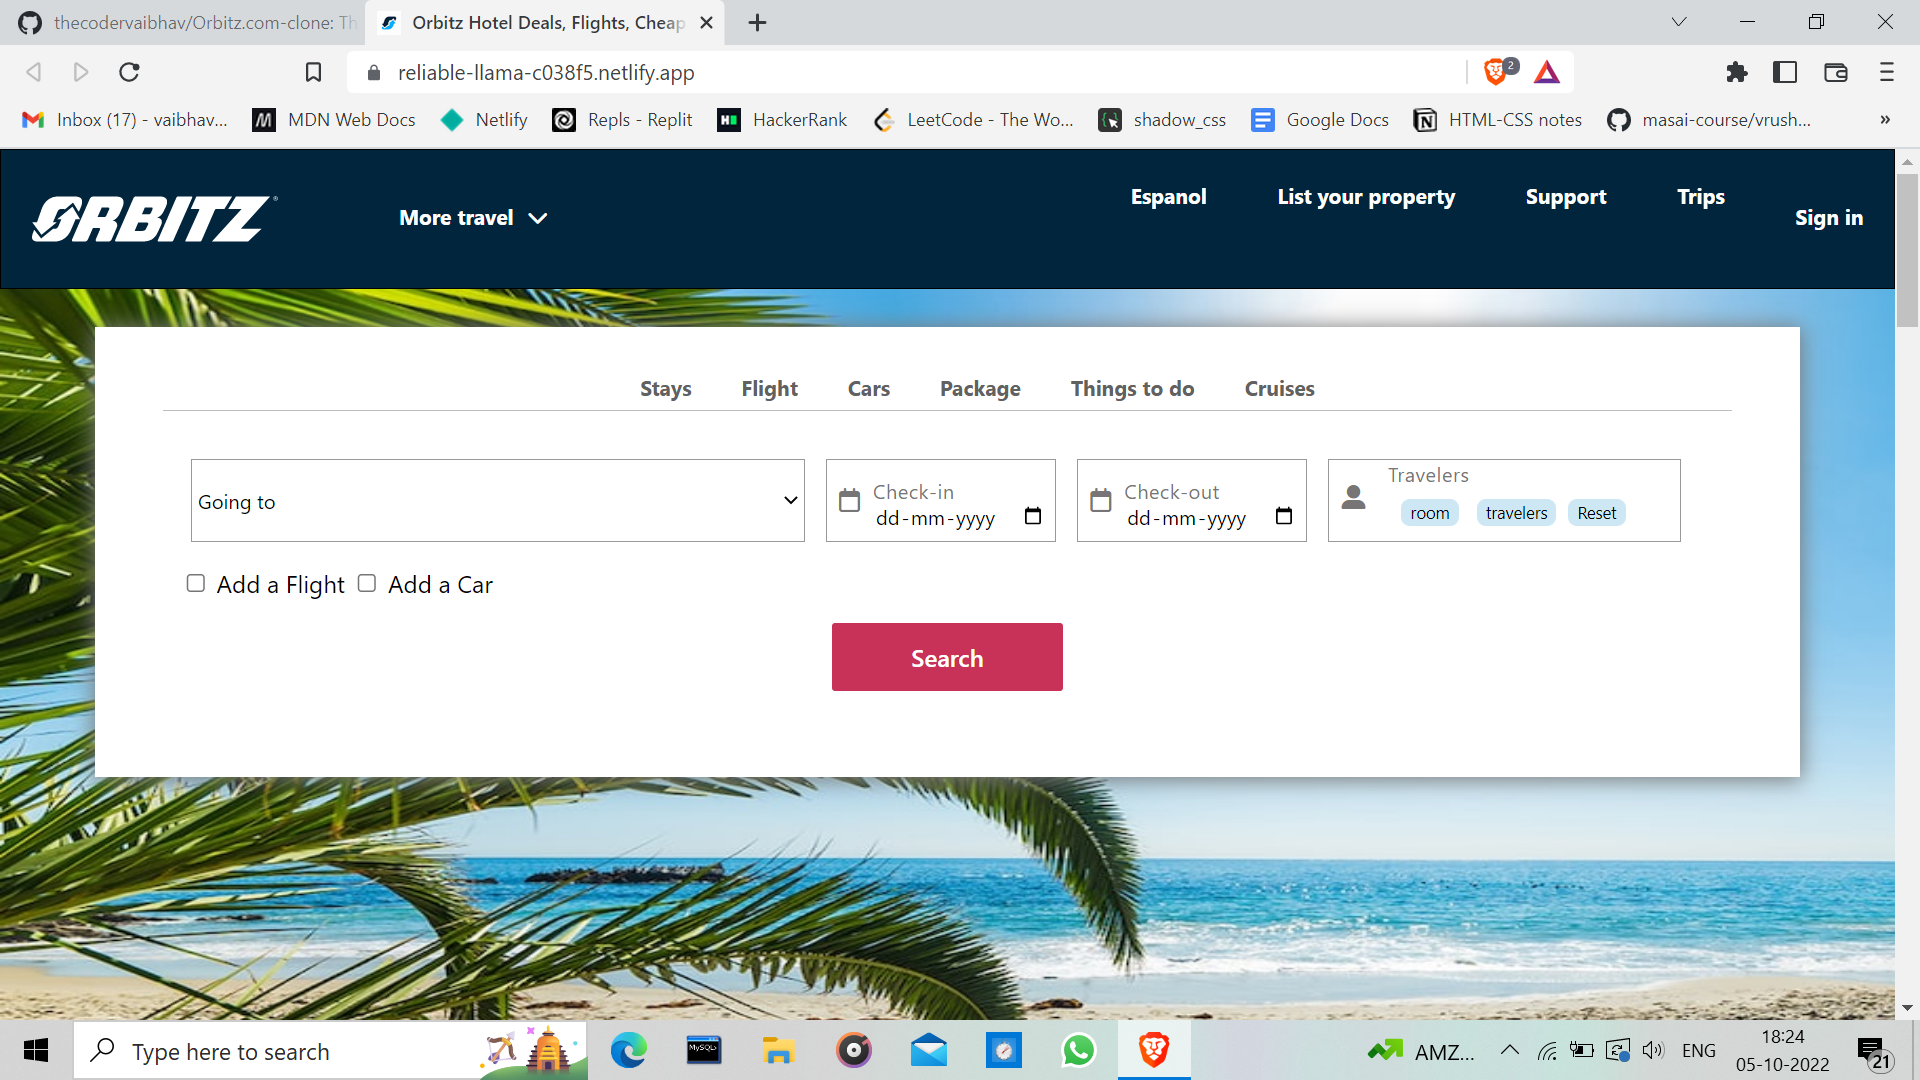 thecodervaibhav/Orbitz.com-clone: Th
Orbitz Hotel Deals, Flights, Cheap
reliable-llama-c038f5.netlify.app
2
Inbox (17) - vaibhav...
MDN Web Docs
Netlify
Repls - Replit
HackerRank
LeetCode - The Wo...
shadow_css
Google Docs
HTML-CSS notes
masai-course/vrush...
»
ORBITZ
More travel
Espanol
List your property
Support
Trips
Sign in
Stays
Flight
Cars
Package
Things to do
Cruises
Going to
Check-in
dd-mm-yyyy
Check-out
dd-mm-yyyy
Travelers
room
travelers
Reset
Add a Flight
Add a Car
Search
Type here to search
MySQL
AMZ...
ENG
18:24
05-10-2022
21